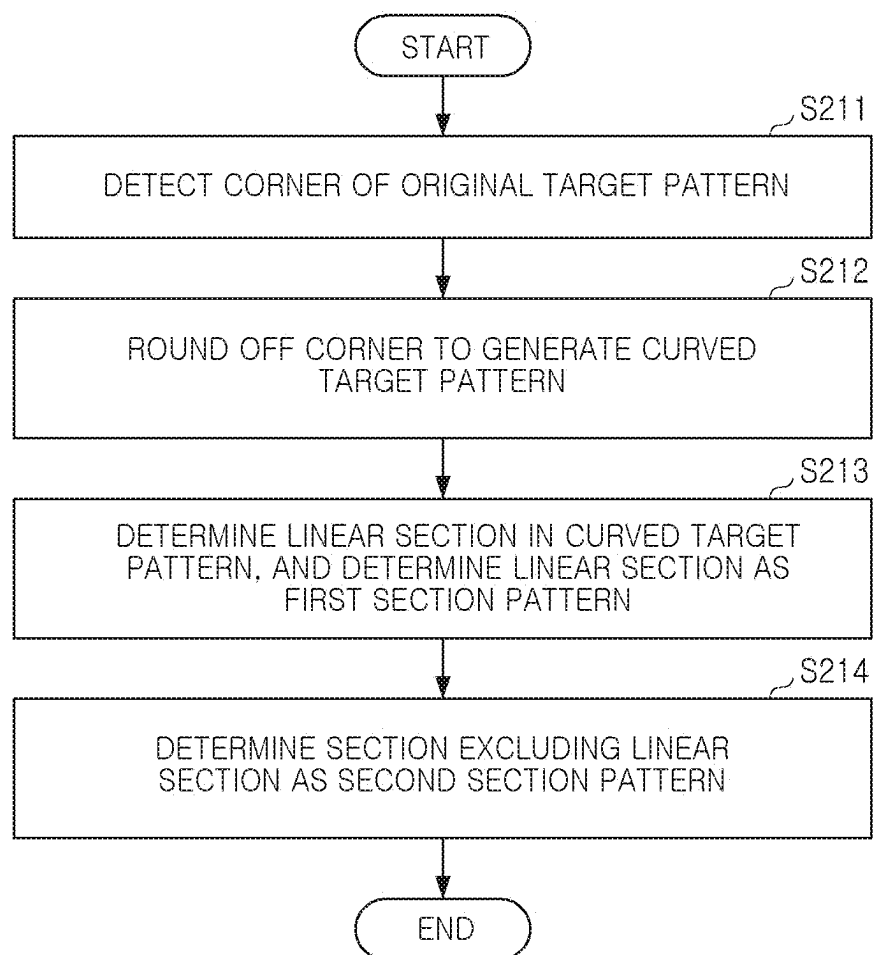 START
S211
DETECT CORNER OF ORIGINAL TARGET PATTERN
S212
ROUND OFF CORNER TO GENERATE CURVED
TARGET PATTERN
S213
DETERMINE LINEAR SECTION IN CURVED TARGET
PATTERN, AND DETERMINE LINEAR SECTION AS
FIRST SECTION PATTERN
S214
DETERMINE SECTION EXCLUDING LINEAR
SECTION AS SECOND SECTION PATTERN
END